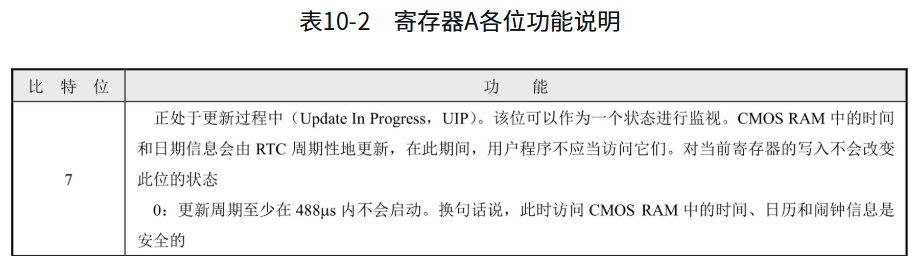 表10-2 寄存器A各位功能说明
比 特 位 功 能
正处于更新过程中（Update In Progress，UIP）。该位可以作为一个状态进行监视。CMOS RAM 中的时间
和日期信息会由 RTC 周期性地更新，在此期间，用户程序不应当访问它们。对当前寄存器的写入不会改变
此位的状态
7
0：更新周期至少在 488μs 内不会启动。换句话说，此时访问 CMOS RAM 中的时间、日历和闹钟信息是
安全的